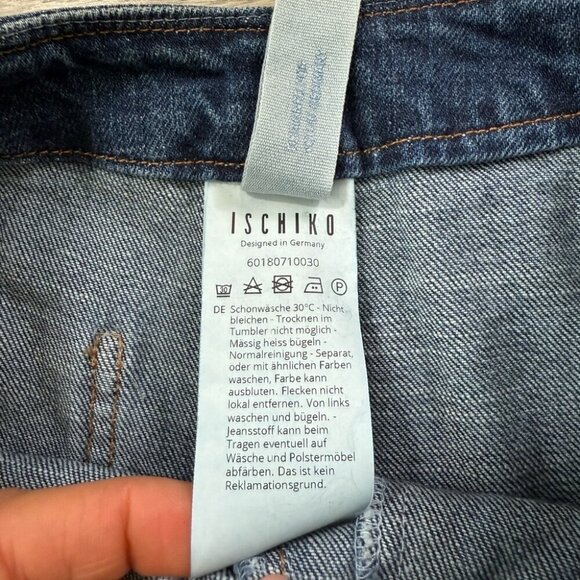 ISCHIKO
Designed in Germany
60180710030
30 P
DE Schonwäsche 30°C - Nicht
bleichen - Trocknen im
Tumbler nicht möglich -
Mässig heiss bügeln -
Normalreinigung - Separat,
oder mit ähnlichen Farben
waschen, Farbe kann
ausbluten. Flecken nicht
lokal entfernen. Von links
waschen und bügeln. -
Jeansstoff kann beim
Tragen eventuell auf
Wäsche und Polstermöbel
abfärben. Das ist kein
Reklamationsgrund.